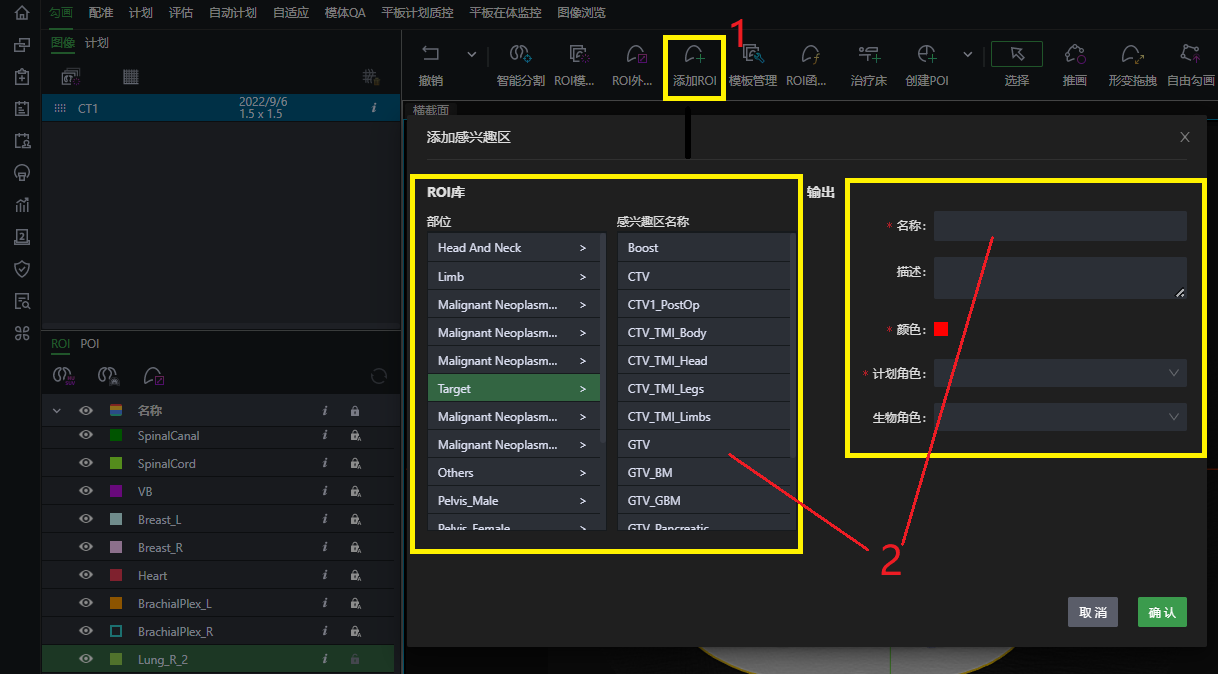 勾画 配准 计划 评估 自动计划 自适应 模体QA 平板计划质控 平板在体监控 图像浏览
图像 计划
CT1 2022/9/6 i
1.5 x 1.5
1
撤销 智能分割 ROI模... ROI外... 添加ROI 模板管理 ROI函... 治疗床 创建POI 选择 推画 形变拖拽 自由勾画
横截面
添加感兴趣区
ROI库
部位
Head And Neck >
Limb >
Malignant Neoplasm... >
Malignant Neoplasm... >
Malignant Neoplasm... >
Target >
Malignant Neoplasm... >
Malignant Neoplasm... >
Others >
Pelvis_Male >
Pelvis_Female >
感兴趣区名称
Boost
CTV
CTV1_PostOp
CTV_TMI_Body
CTV_TMI_Head
CTV_TMI_Legs
CTV_TMI_Limbs
GTV
GTV_BM
GTV_GBM
GTV_Pancreatic
输出
* 名称:
描述:
* 颜色:
* 计划角色:
生物角色:
2
取消 确认
ROI POI
名称 i
SpinalCanal i
SpinalCord i
VB i
Breast_L i
Breast_R i
Heart i
BrachialPlex_L i
BrachialPlex_R i
Lung_R_2 i